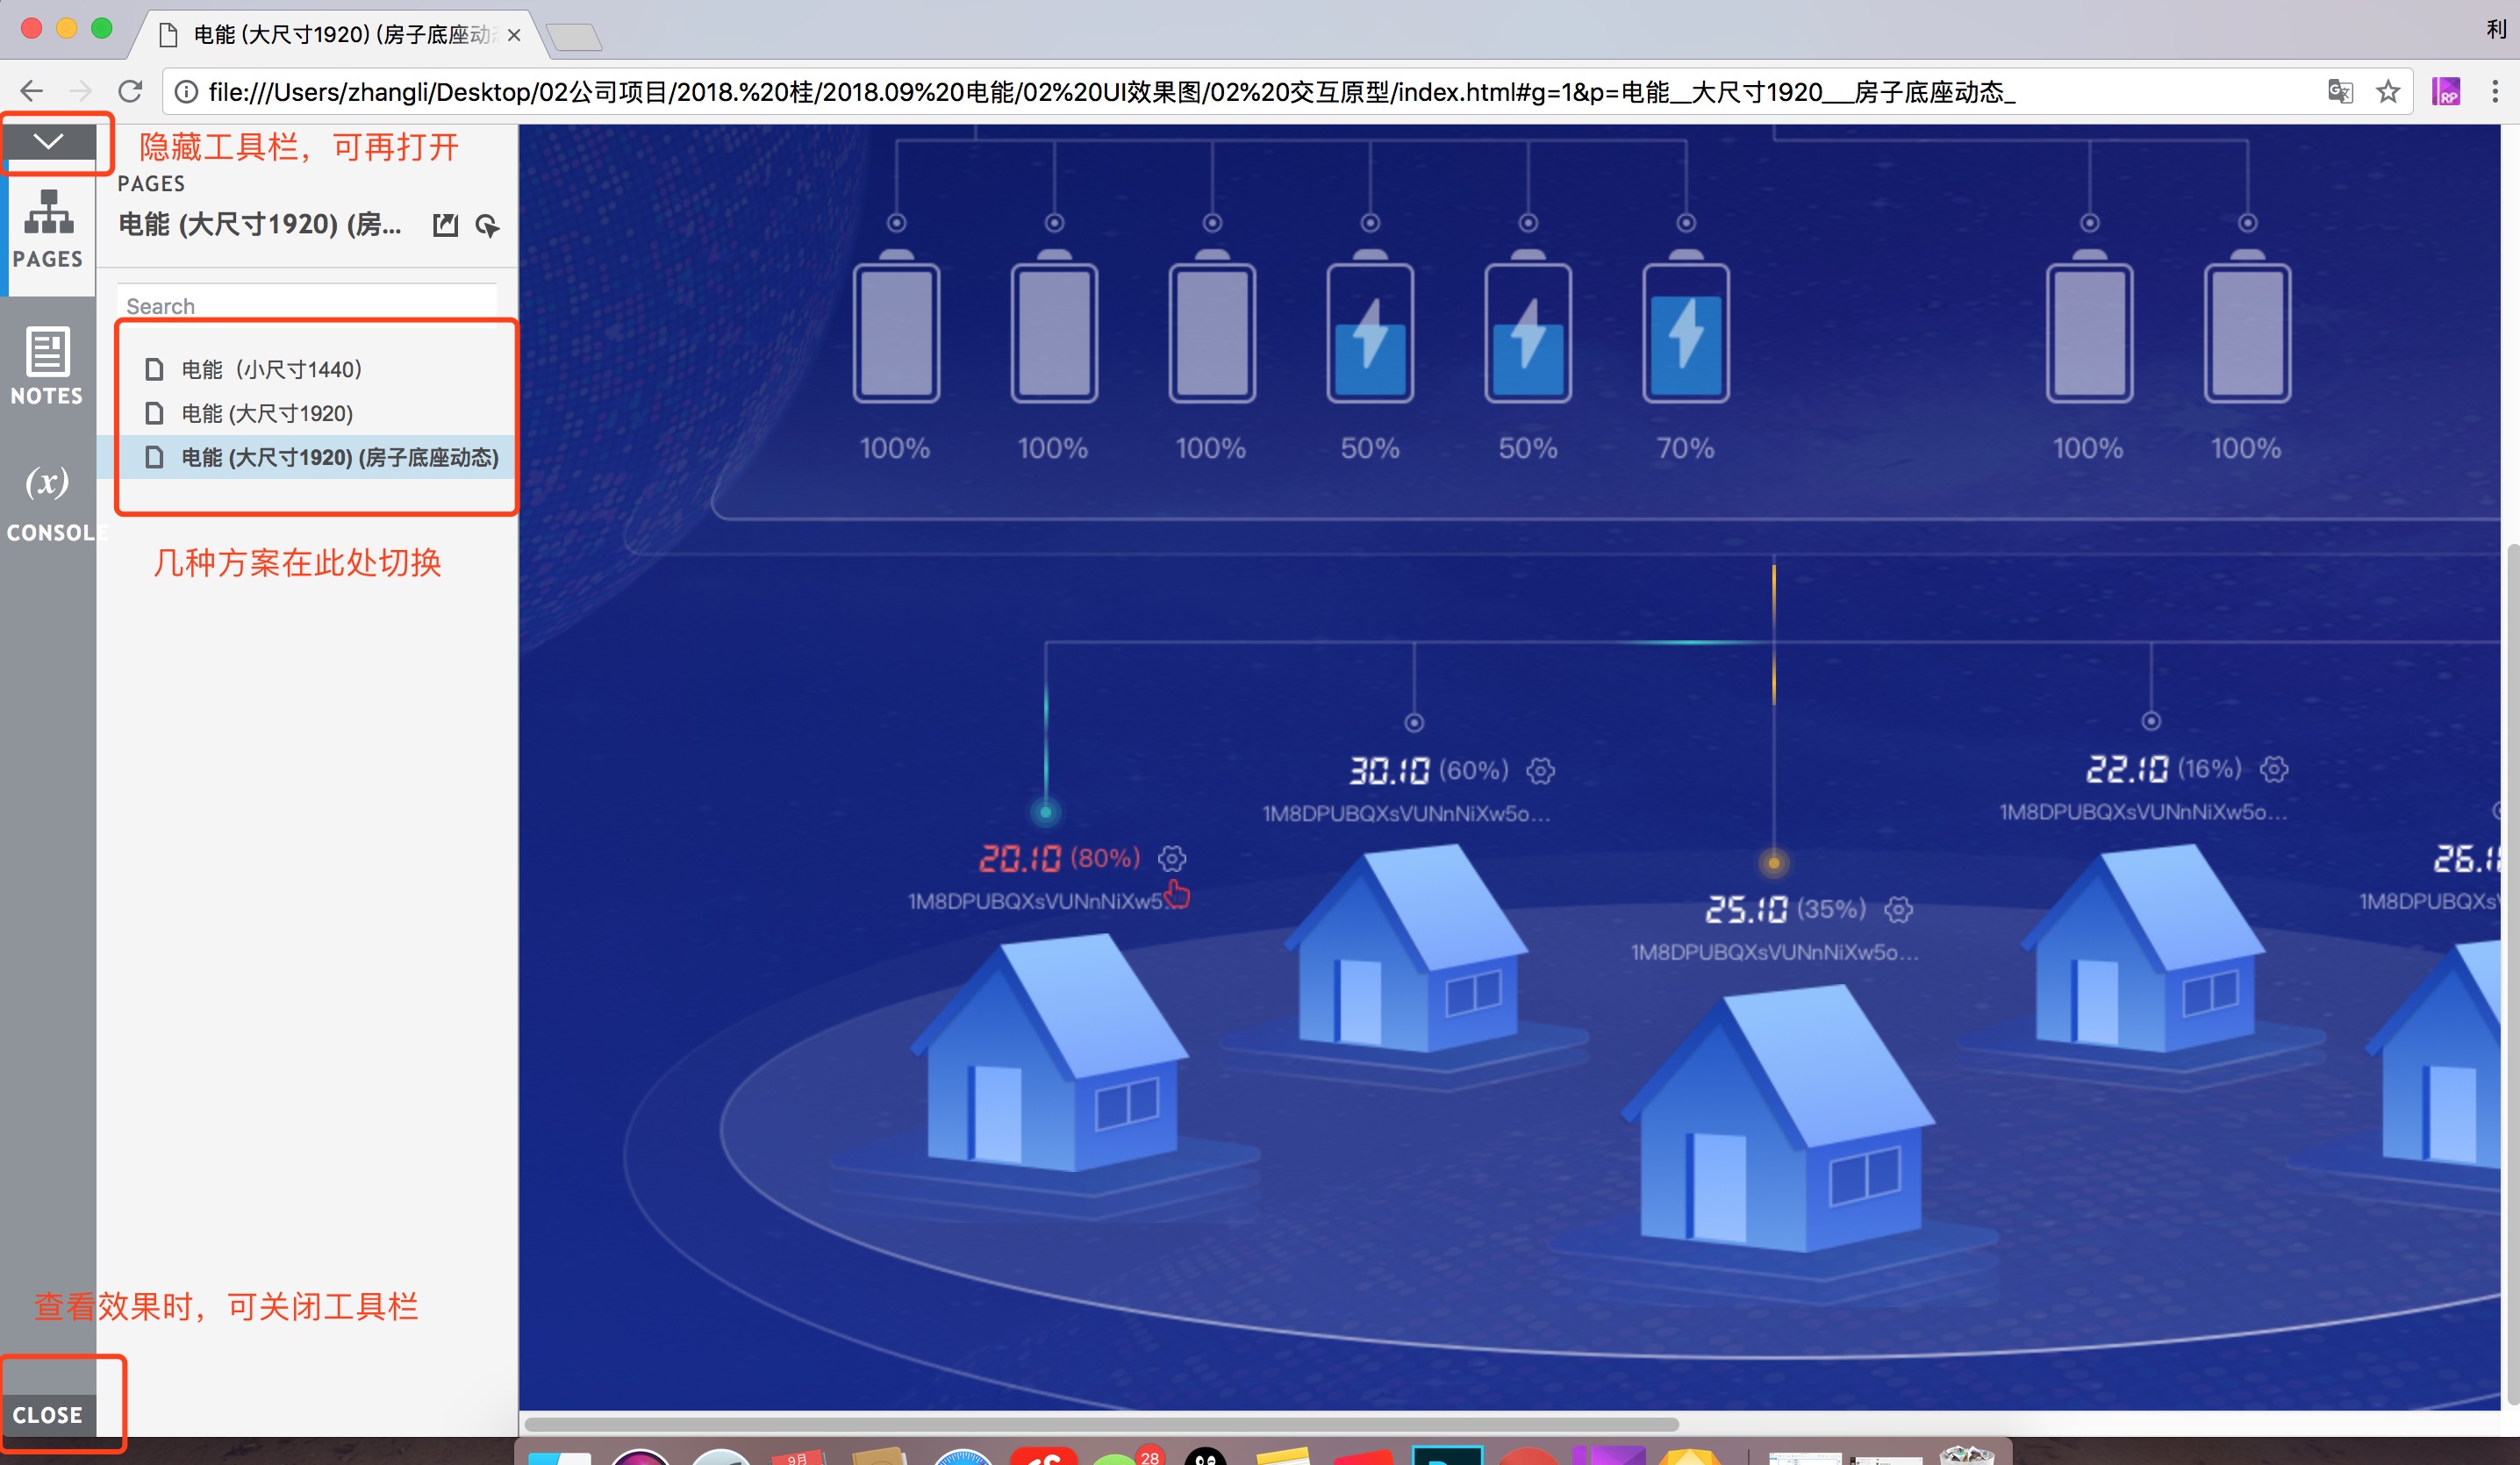 电能 (大尺寸1920) (房子底座动态
利
file:///Users/zhangli/Desktop/02公司项目/2018.%20桂/2018.09%20电能/02%20UI效果图/02%20交互原型/index.html#g=1&p=电能__大尺寸1920___房子底座动态_
隐藏工具栏，可再打开
PAGES
电能 (大尺寸1920) (房...
PAGES
Search
NOTES
电能（小尺寸1440）
电能 (大尺寸1920)
电能 (大尺寸1920) (房子底座动态)
(x)
CONSOLE
几种方案在此处切换
查看效果时，可关闭工具栏
CLOSE
100% 100% 100% 50% 50% 70% 100% 100%
30.10 (60%)
1M8DPUBQXsVUNnNiXw5o...
22.10 (16%)
1M8DPUBQXsVUNnNiXw5o...
20.10 (80%)
1M8DPUBQXsVUNnNiXw5...
25.10 (35%)
1M8DPUBQXsVUNnNiXw5o...
26.1
1M8DPUBQXs
9月
28
RP